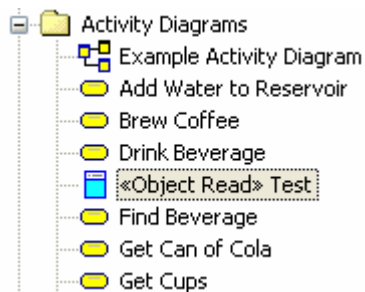 Activity Diagrams
Example Activity Diagram
Add Water to Reservoir
Brew Coffee
Drink Beverage
«Object Read» Test
Find Beverage
Get Can of Cola
Get Cups